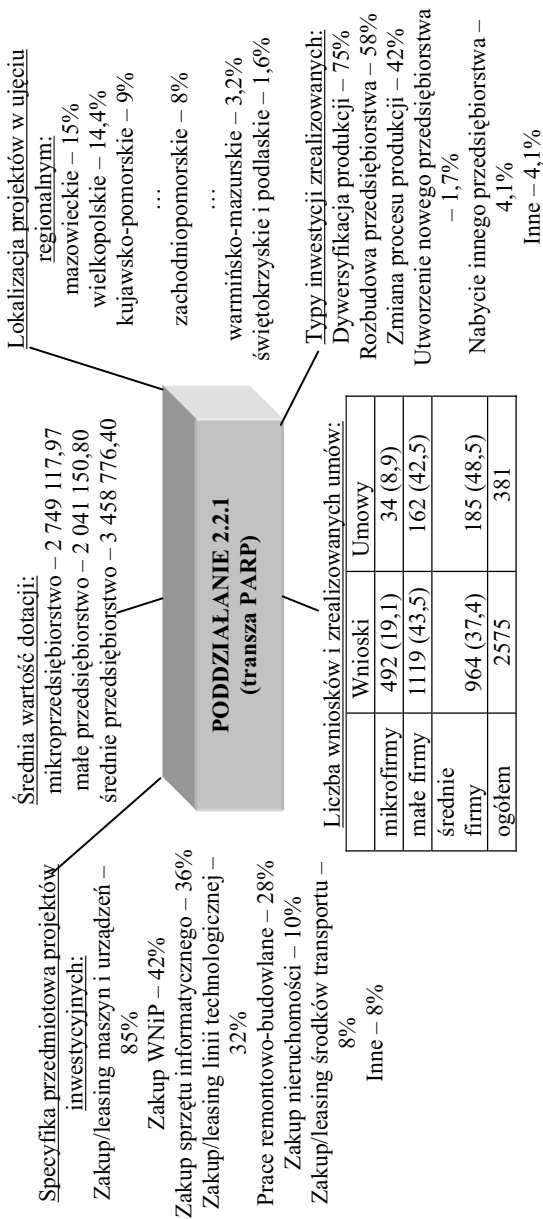 Specyfika przedmiotowa projektów
inwestycyjnych:
Zakup/leasing maszyn i urządzeń –
85%
Zakup WNiP – 42%
Zakup sprzętu informatycznego – 36%
Zakup/leasing linii technologicznej –
32%
Prace remontowo-budowlane – 28%
Zakup nieruchomości – 10%
Zakup/leasing środków transportu –
8%
Inne – 8%
Średnia wartość dotacji:
mikroprzedsiębiorstwo – 2 749 117,97
małe przedsiębiorstwo – 2 041 150,80
średnie przedsiębiorstwo – 3 458 776,40
PODDZIAŁANIE 2.2.1
(transza PARP)
Liczba wniosków i zrealizowanych umów:
Wnioski Umowy
mikrofirmy 492 (19,1) 34 (8,9)
małe firmy 1119 (43,5) 162 (42,5)
średnie
firmy 964 (37,4) 185 (48,5)
ogółem 2575 381
Lokalizacja projektów w ujęciu
regionalnym:
mazowieckie – 15%
wielkopolskie – 14,4%
kujawsko-pomorskie – 9%
…
zachodniopomorskie – 8%
…
warmińsko-mazurskie – 3,2%
świętokrzyskie i podlaskie – 1,6%
Typy inwestycji zrealizowanych:
Dywersyfikacja produkcji – 75%
Rozbudowa przedsiębiorstwa – 58%
Zmiana procesu produkcji – 42%
Utworzenie nowego przedsiębiorstwa
– 1,7%
Nabycie innego przedsiębiorstwa –
4,1%
Inne – 4,1%